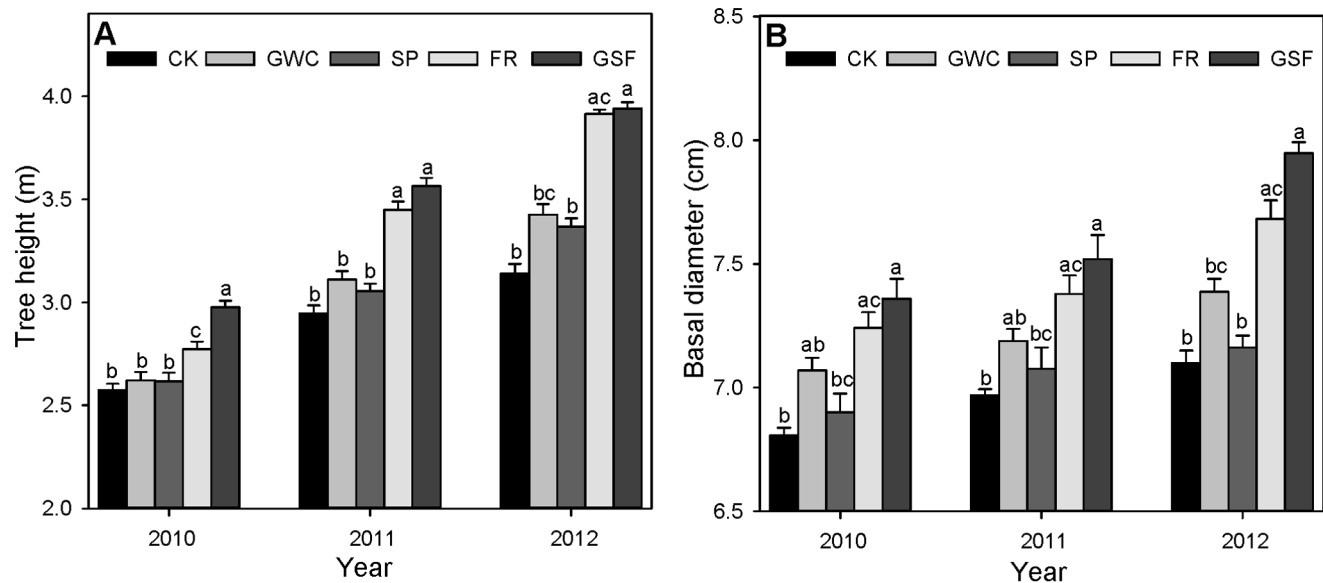 A
CK GWC SP FR GSF
Tree height (m)
4.0
3.5
3.0
2.5
2.0
b b b c a
b b b a a
b bc b ac a
2010 2011 2012
Year
B
CK GWC SP FR GSF
Basal diameter (cm)
8.5
8.0
7.5
7.0
6.5
b ab bc ac a
b ab bc ac a
b bc b ac a
2010 2011 2012
Year